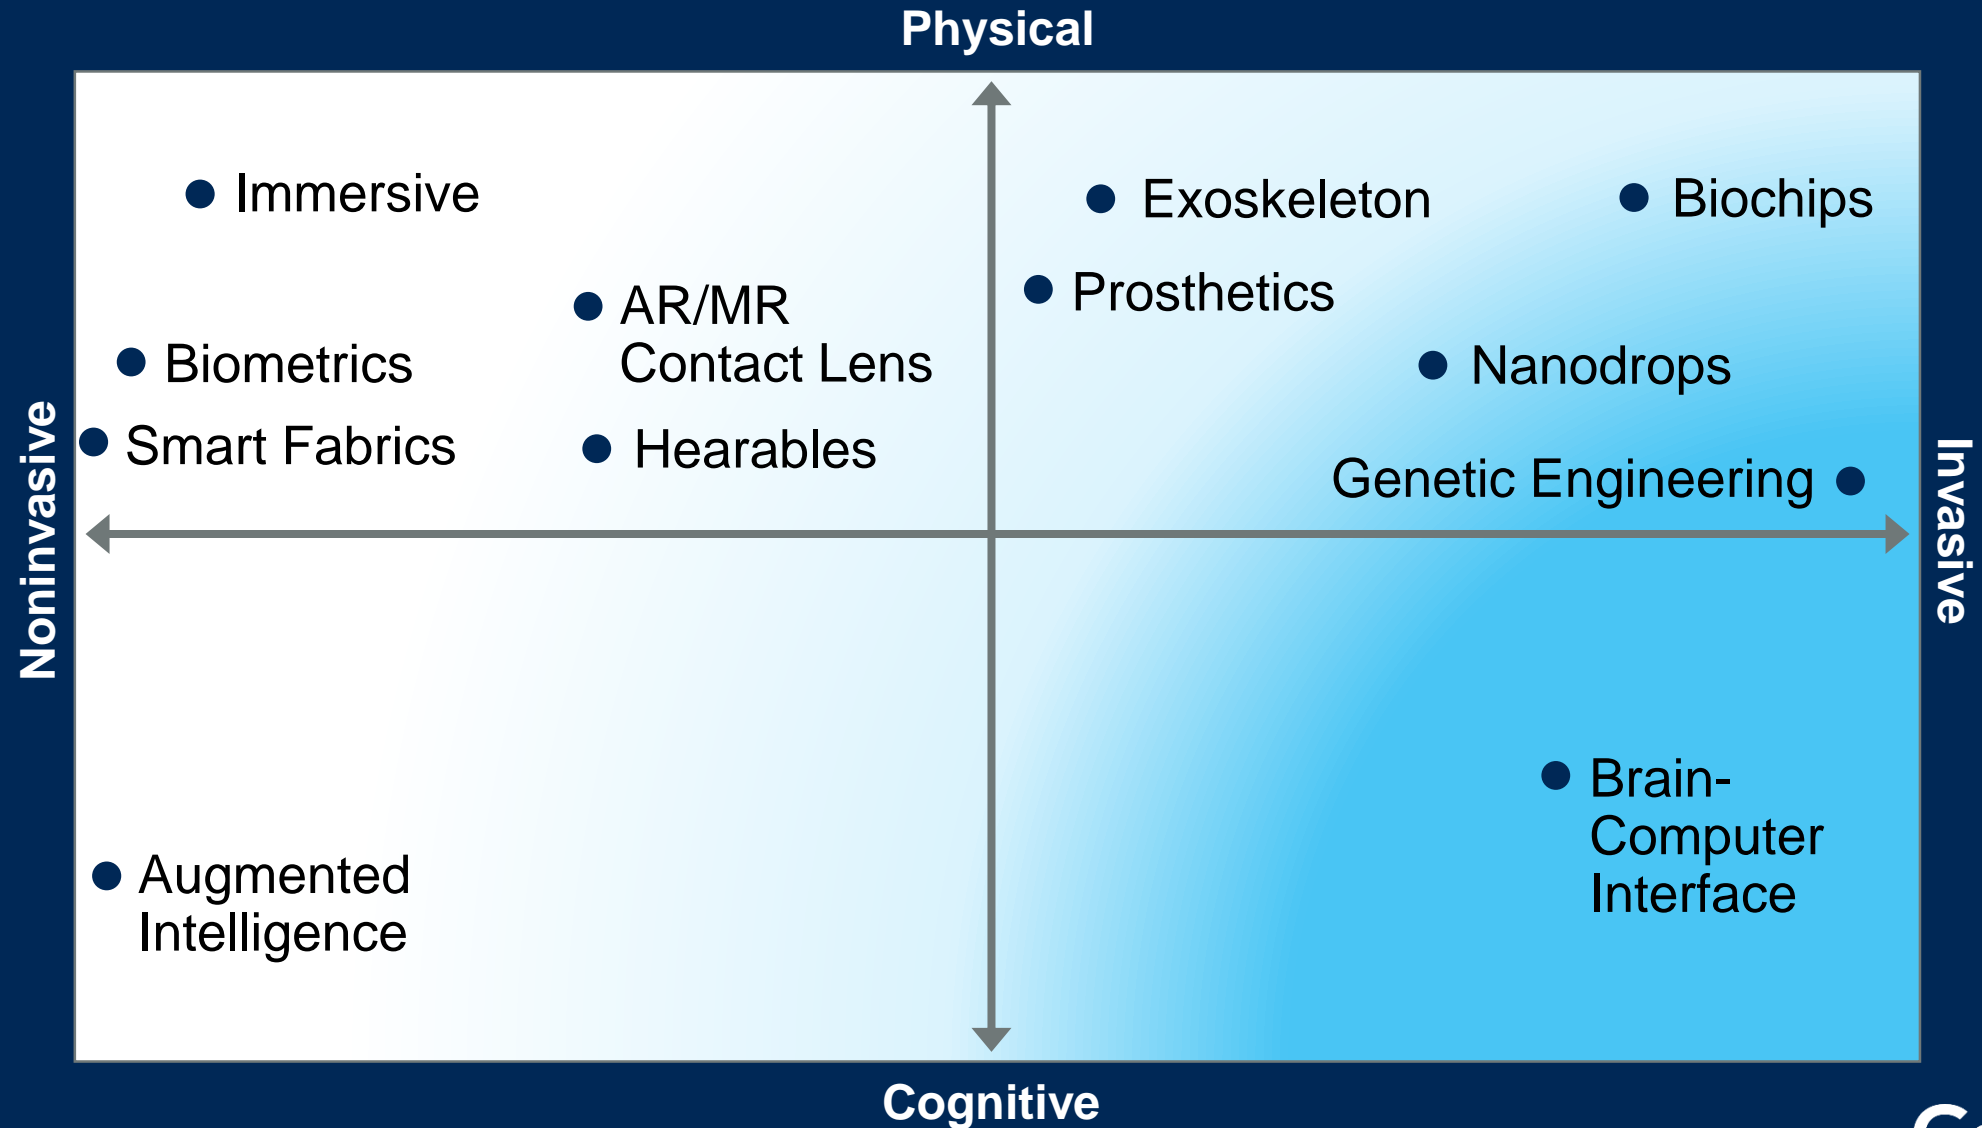 Physical
Immersive
Exoskeleton
Biochips
Prosthetics
AR/MR
Contact Lens
Biometrics
Nanodrops
Smart Fabrics
Hearables
Genetic Engineering
Noninvasive
Invasive
Brain-
Computer
Interface
Augmented
Intelligence
Cognitive